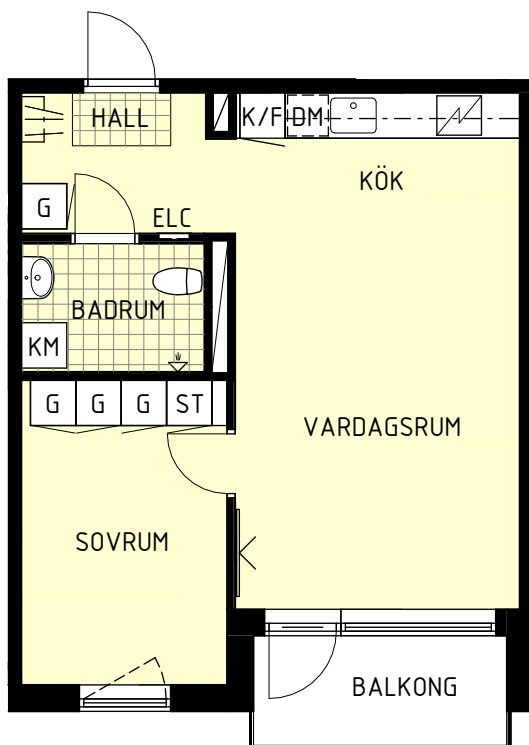 HALL
K/F DM
KÖK
G
ELC
BADRUM
KM
G G G ST
VARDAGSRUM
SOVRUM
BALKONG